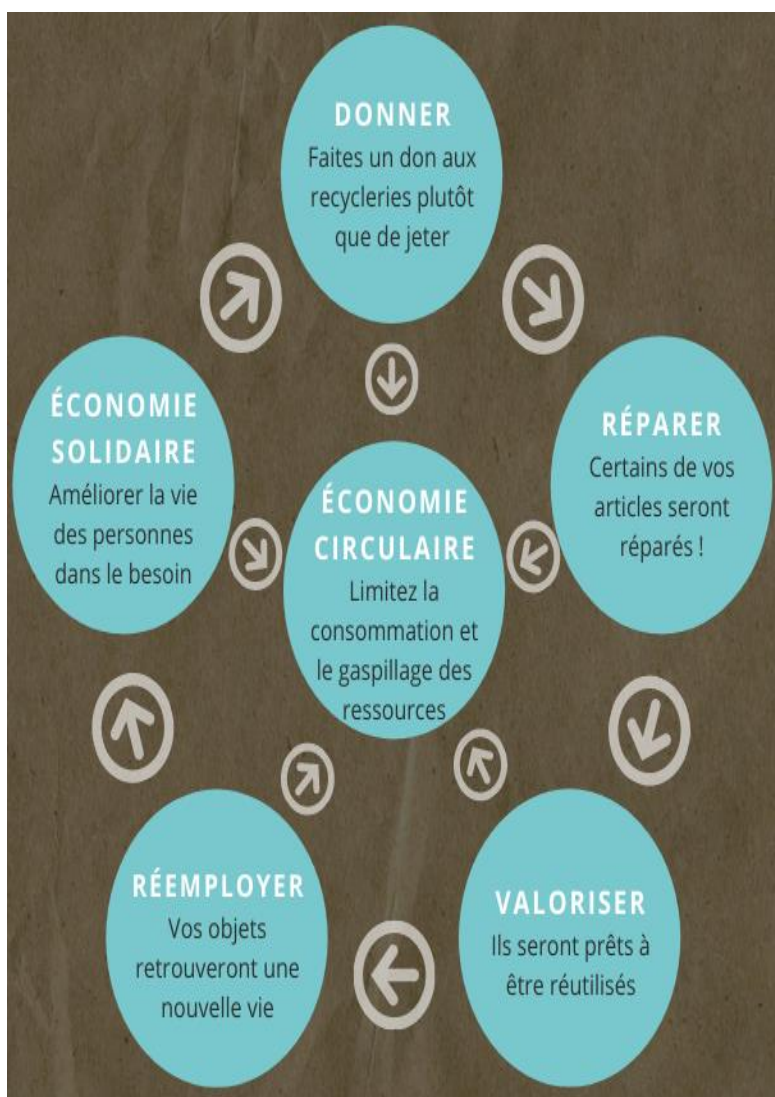 DONNER
Faites un don aux
recycleries plutôt
que de jeter
ÉCONOMIE
SOLIDAIRE
Améliorer la vie
des personnes
dans le besoin
RÉPARER
Certains de vos
articles seront
réparés !
ÉCONOMIE
CIRCULAIRE
Limitez la
consommation et
le gaspillage des
ressources
RÉEMPLOYER
Vos objets
retrouveront une
nouvelle vie
VALORISER
Ils seront prêts à
être réutilisés